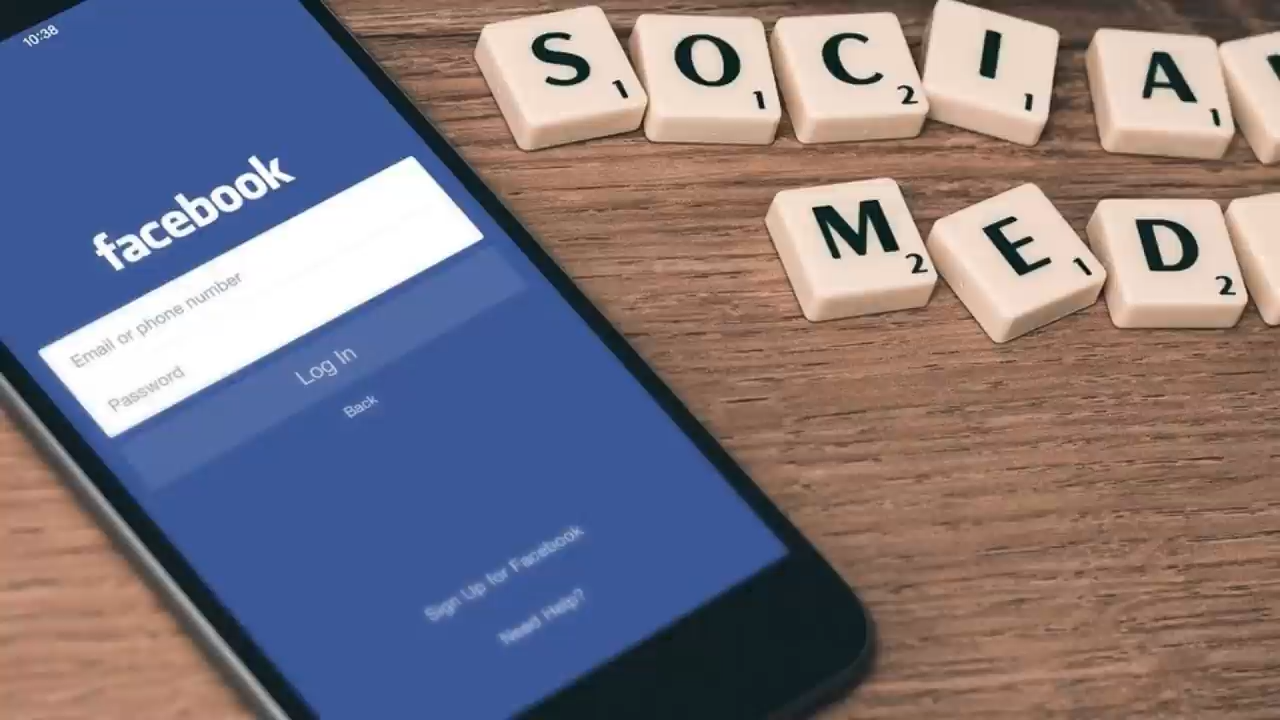 10:38
facebook
Email or phone number
Password
Log In
Back
Sign Up for Facebook
Need Help?
S1 O1 C2 I1 A1
M2 E1 D2